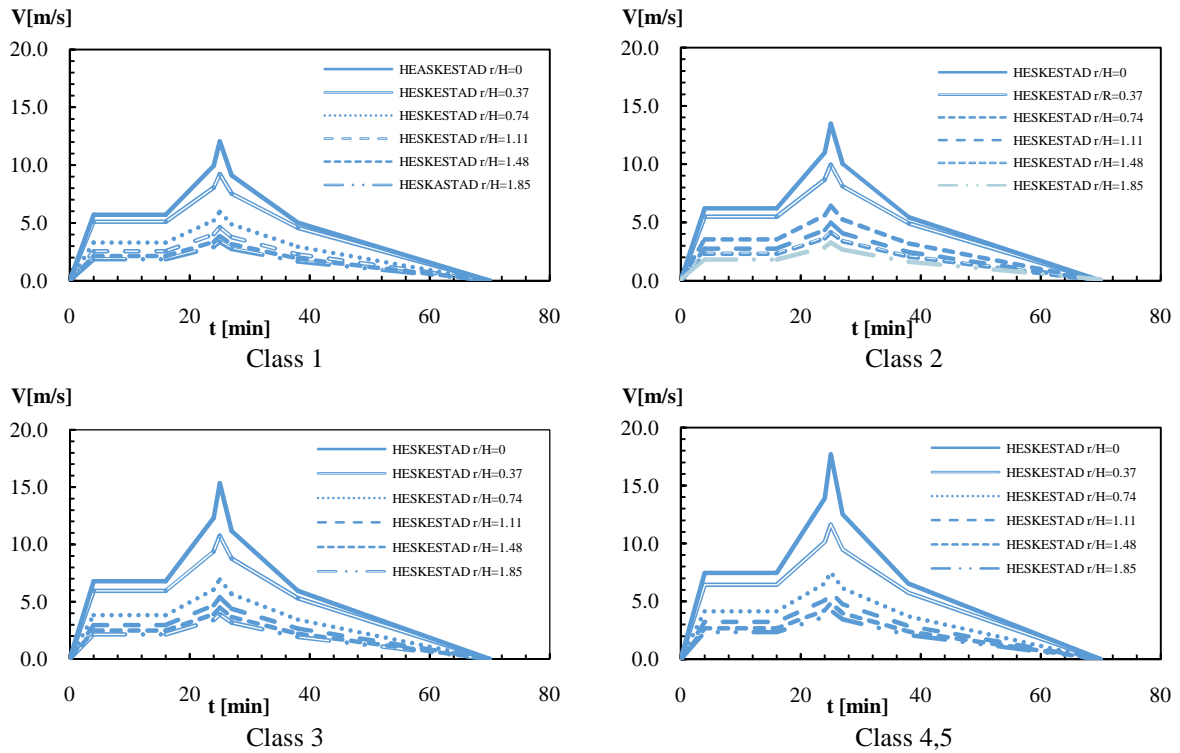 V[m/s]
20.0
15.0
10.0
5.0
0.0
0 20 40 60 80
t [min]
HEASKESTAD r/H=0
HESKESTAD r/H=0.37
HESKESTAD r/H=0.74
HESKESTAD r/H=1.11
HESKESTAD r/H=1.48
HESKASTAD r/H=1.85
Class 1
V[m/s]
20.0
15.0
10.0
5.0
0.0
0 20 40 60 80
t [min]
HESKESTAD r/H=0
HESKESTAD r/R=0.37
HESKESTAD r/H=0.74
HESKESTAD r/H=1.11
HESKESTAD r/H=1.48
HESKESTAD r/H=1.85
Class 2
V[m/s]
20.0
15.0
10.0
5.0
0.0
0 20 40 60 80
t [min]
HESKESTAD r/H=0
HESKESTAD r/H=0.37
HESKESTAD r/H=0.74
HESKESTAD r/H=1.11
HESKESTAD r/H=1.48
HESKESTAD r/H=1.85
Class 3
V[m/s]
20.0
15.0
10.0
5.0
0.0
0 20 40 60 80
t [min]
HESKESTAD r/H=0
HESKESTAD r/H=0.37
HESKESTAD r/H=0.74
HESKESTAD r/H=1.11
HESKESTAD r/H=1.48
HESKESTAD r/H=1.85
Class 4,5